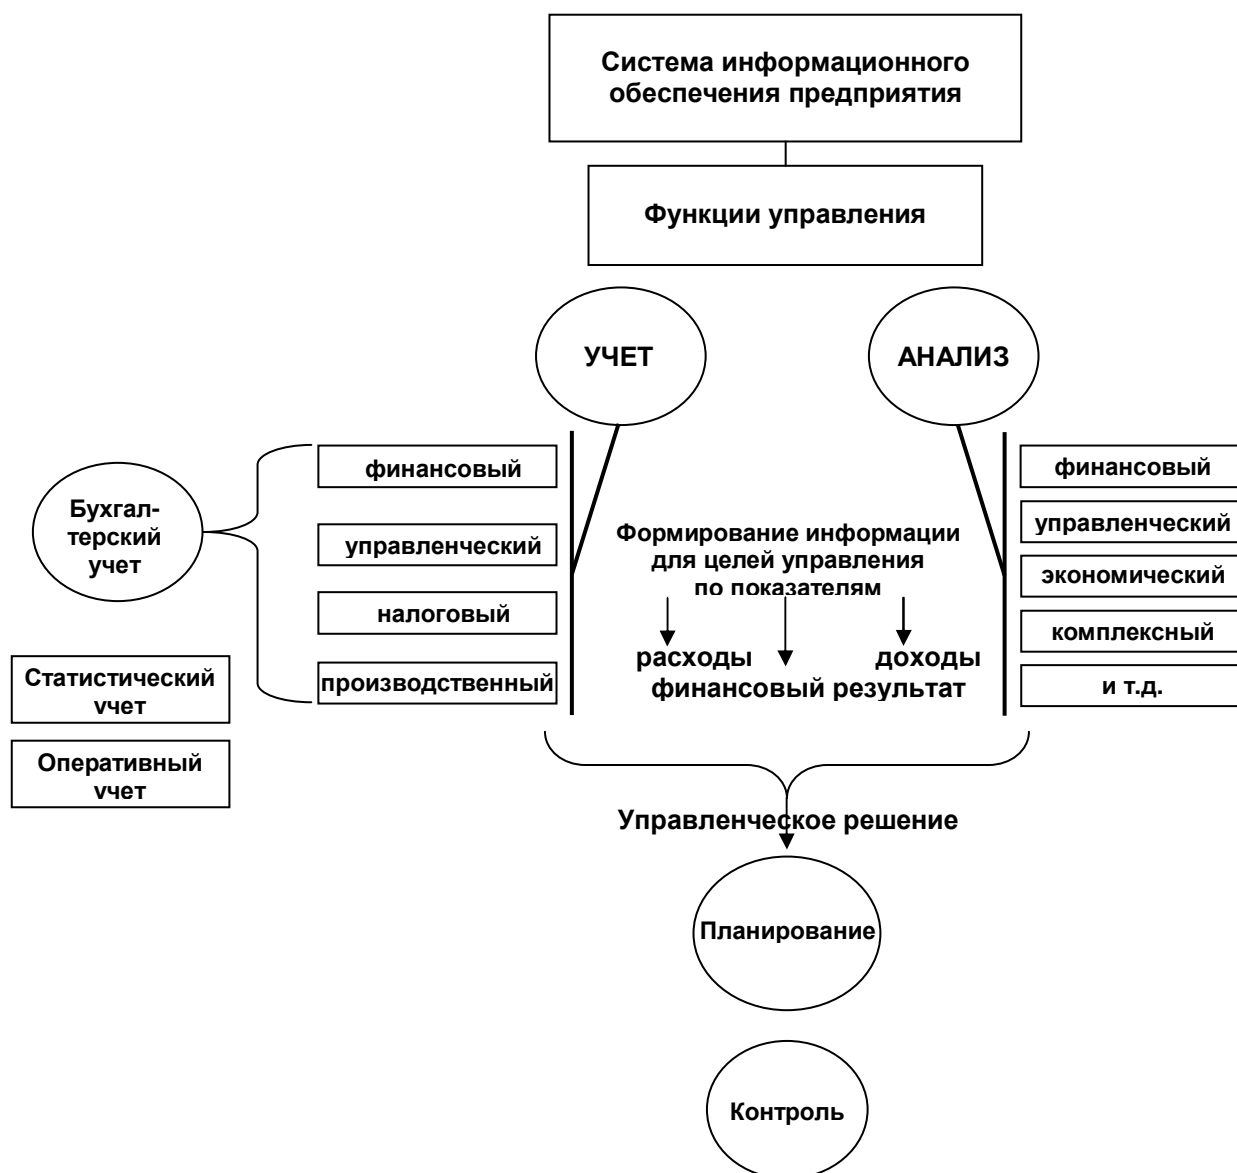 Система информационного
обеспечения предприятия
Функции управления
УЧЕТ
АНАЛИЗ
Бухгал-
терский
учет
финансовый
управленческий
налоговый
производственный
Статистический
учет
Оперативный
учет
Формирование информации
для целей управления
по показателям
расходы
доходы
финансовый результат
финансовый
управленческий
экономический
комплексный
и т.д.
Управленческое решение
Планирование
Контроль